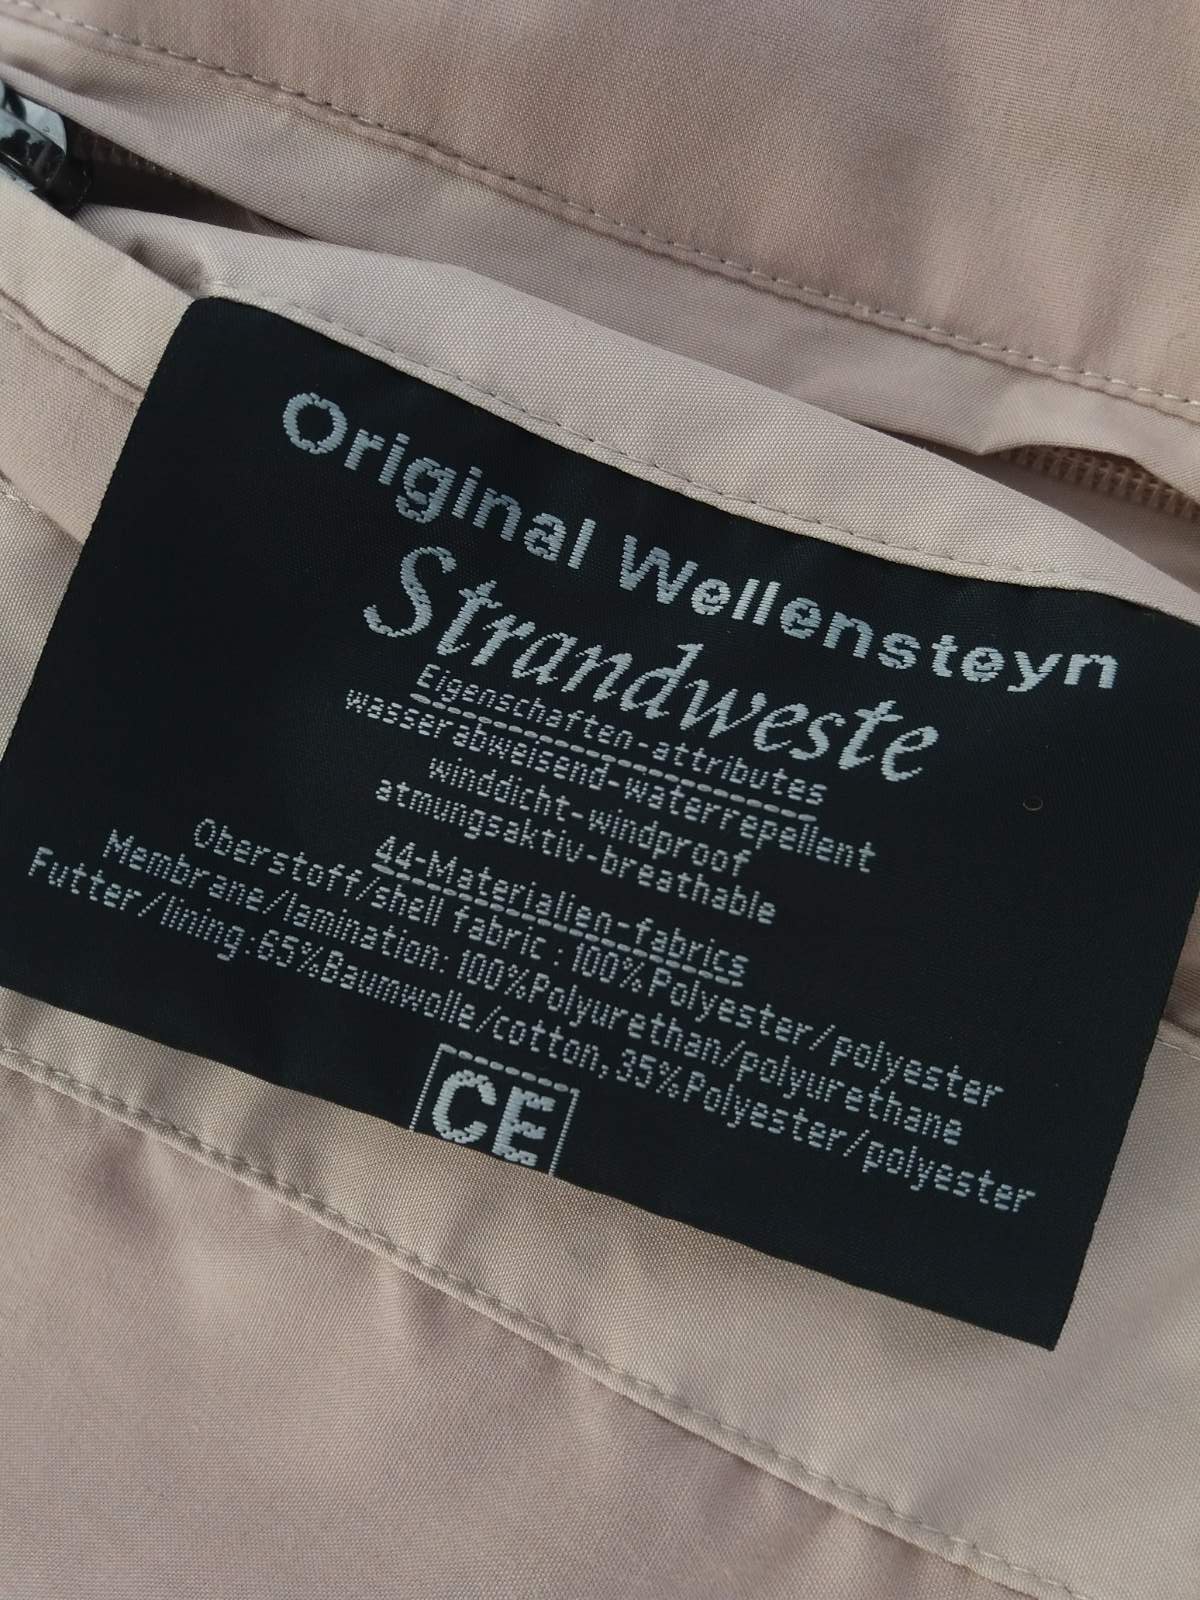 Original Wellensteyn
Strandweste
Eigenschaften-attributes
wasserabweisend-waterrepellent
winddicht-windproof
atmungsaktiv-breathable
44-Materialien-fabrics
Oberstoff/shell fabric: 100%Polyester/polyester
Membrane/lamination: 100%Polyurethan/polyurethane
Futter/lining:65%Baumwolle/cotton,35%Polyester/polyester
CE